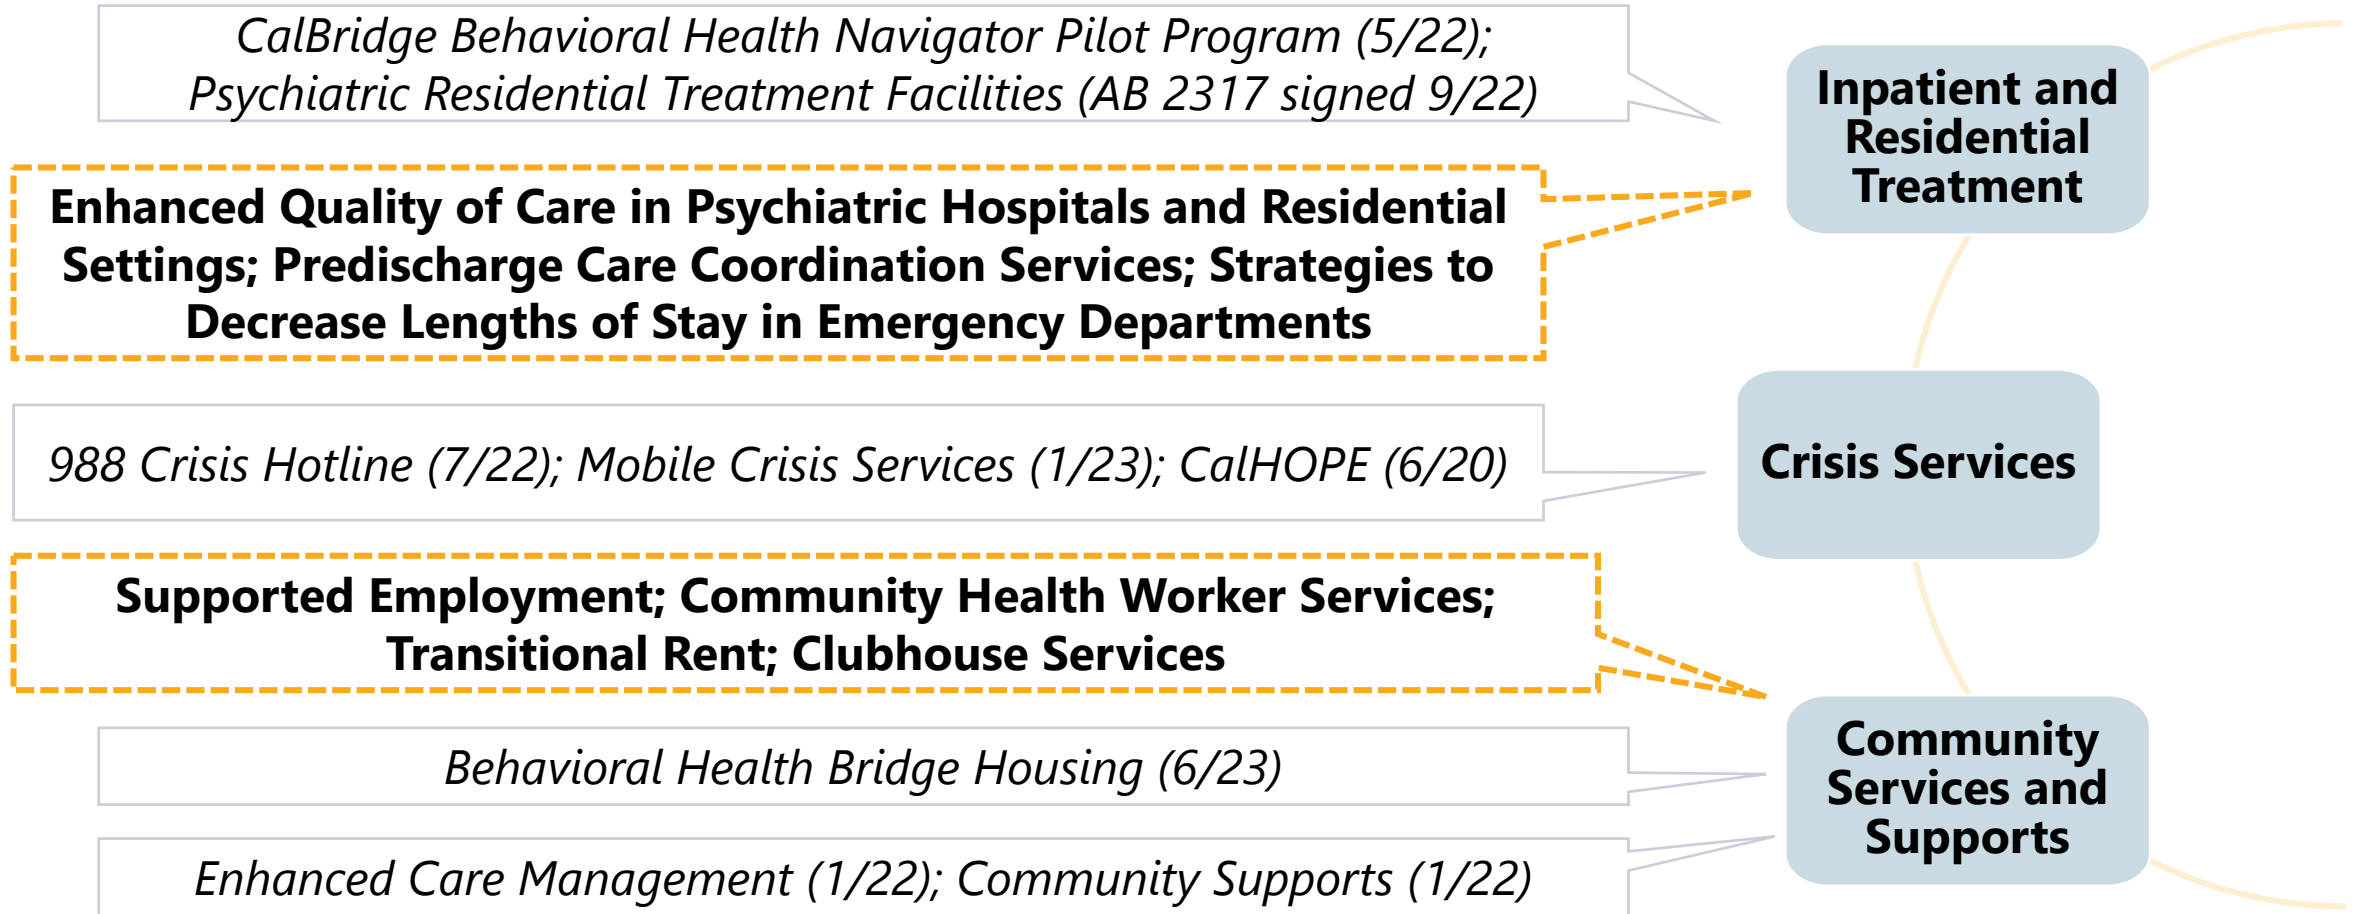 CalBridge Behavioral Health Navigator Pilot Program (5/22);
Psychiatric Residential Treatment Facilities (AB 2317 signed 9/22)
Inpatient and
Residential
Treatment
Enhanced Quality of Care in Psychiatric Hospitals and Residential
Settings; Predischarge Care Coordination Services; Strategies to
Decrease Lengths of Stay in Emergency Departments
988 Crisis Hotline (7/22); Mobile Crisis Services (1/23); CalHOPE (6/20)
Crisis Services
Supported Employment; Community Health Worker Services;
Transitional Rent; Clubhouse Services
Behavioral Health Bridge Housing (6/23)
Community
Services and
Supports
Enhanced Care Management (1/22); Community Supports (1/22)